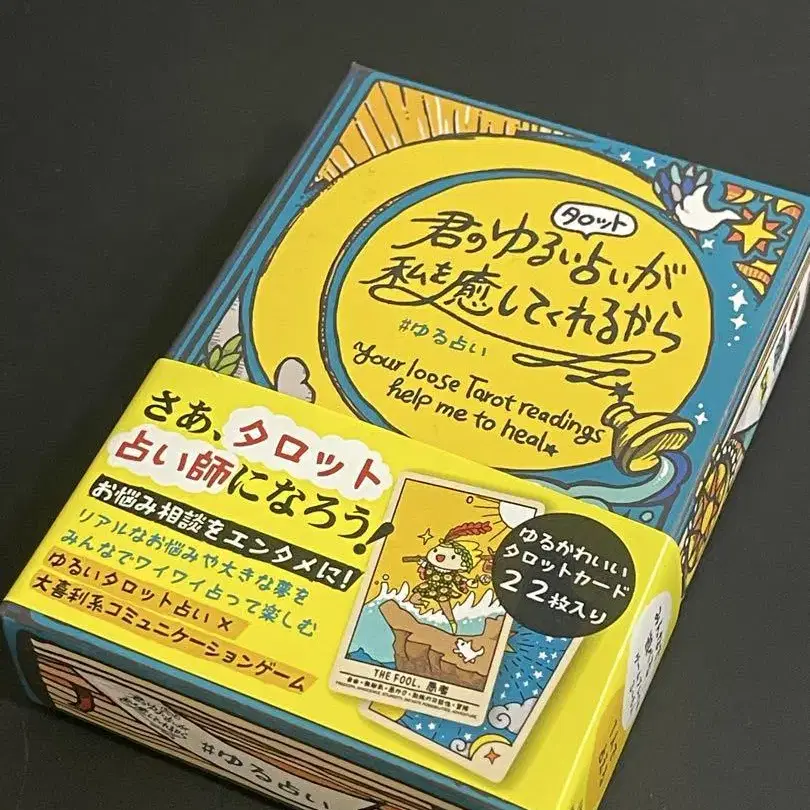 タロット
君のゆるい占いが
私を癒してくれるから
#ゆる占い
your loose Tarot readings
help me to heal
さあ、タロット
占い師になろう!
お悩み相談をエンタメに!
リアルなお悩みや大きな夢を
みんなでワイワイ占って楽しむ
ゆるいタロット占い×
大喜利系コミュニケーションゲーム
ゆるかわいい
タロットカード
22枚入り
0
THE FOOL. 愚者
#ゆる占い